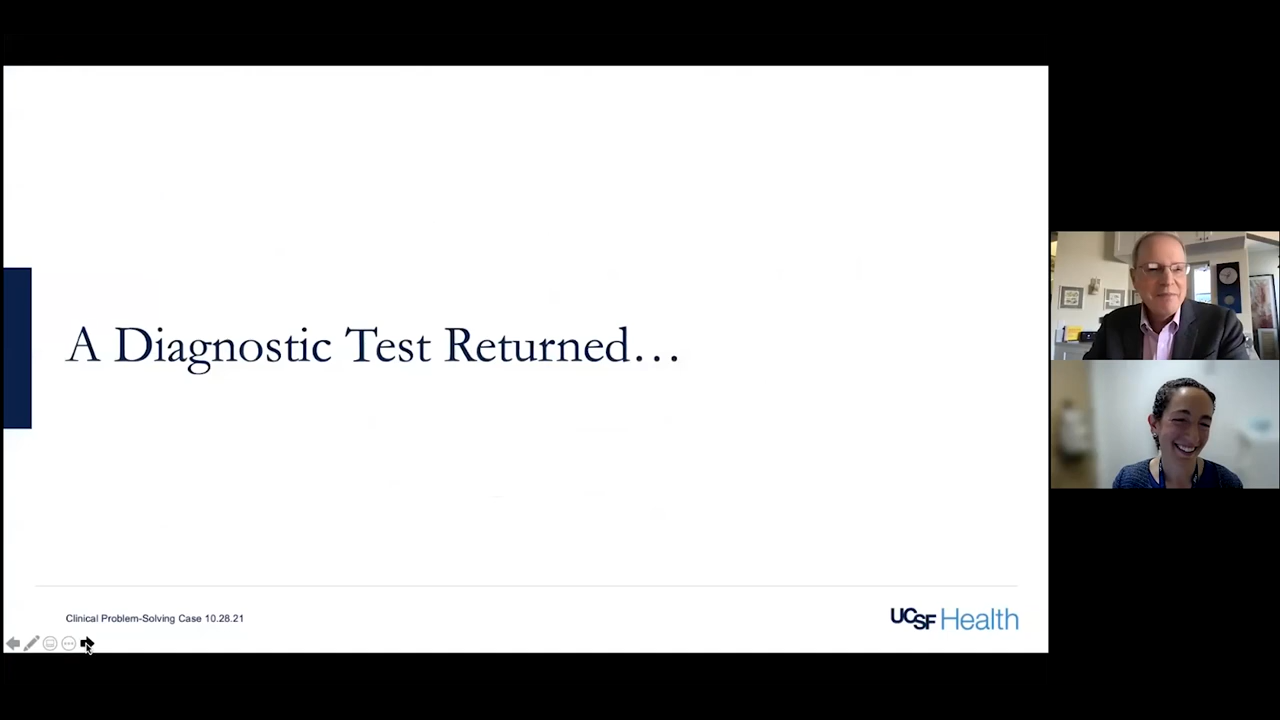 A Diagnostic Test Returned…
Clinical Problem-Solving Case 10.28.21
UCSF Health